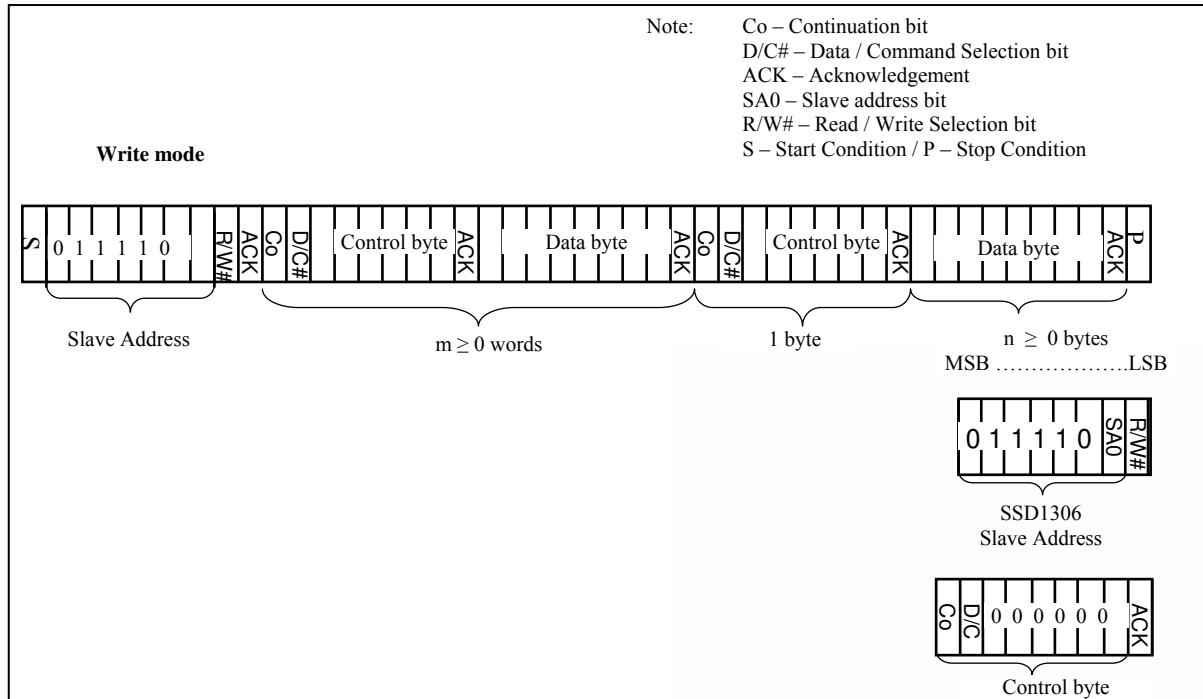 Note: Co – Continuation bit
D/C# – Data / Command Selection bit
ACK – Acknowledgement
SA0 – Slave address bit
R/W# – Read / Write Selection bit
S – Start Condition / P – Stop Condition
Write mode
S 0 1 1 1 1 0 R/W# ACK Co D/C# Control byte ACK Data byte ACK Co D/C# Control byte ACK Data byte ACK P
Slave Address m ≥ 0 words 1 byte n ≥ 0 bytes
MSB ………………….LSB
0 1 1 1 1 0 SA0 R/W#
SSD1306
Slave Address
Co D/C 0 0 0 0 0 0 ACK
Control byte